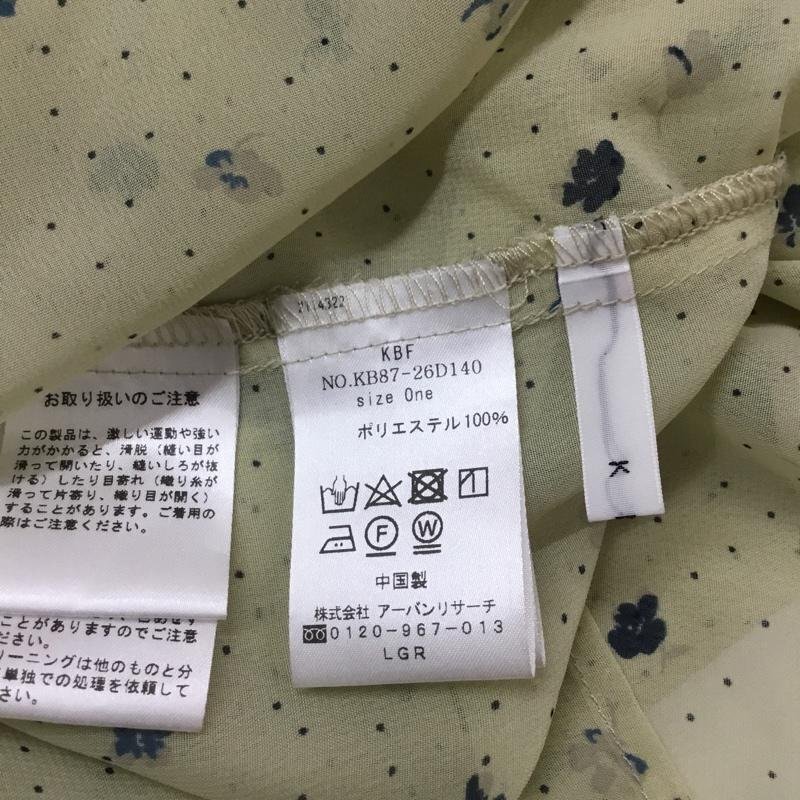 お取り扱いのご注意
この製品は、激しい運動や強い
力がかかると、滑脱（縫い目が
滑って開いたり、縫いしろが抜
ける）したり目寄れ（織り糸が
滑って片寄り、織り目が開く）
することがあります。ご着用の
際はご注意ください。
ことがありますのでご注意
ください。
リーニングは他のものと分
単独での処理を依頼して
さい。
2114322
KBF
NO.KB87-26D140
size One
ポリエステル100%
F
W
中国製
株式会社 アーバンリサーチ
0120-967-013
LGR
K